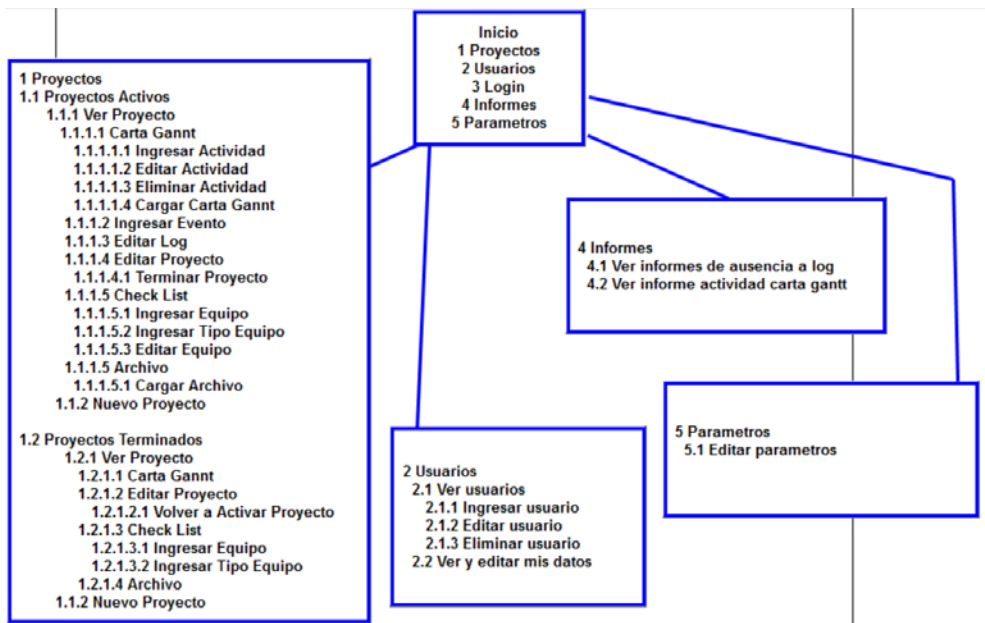 Inicio
1 Proyectos
2 Usuarios
3 Login
4 Informes
5 Parametros
1 Proyectos
1.1 Proyectos Activos
1.1.1 Ver Proyecto
1.1.1.1 Carta Gannt
1.1.1.1.1 Ingresar Actividad
1.1.1.1.2 Editar Actividad
1.1.1.1.3 Eliminar Actividad
1.1.1.1.4 Cargar Carta Gannt
1.1.1.2 Ingresar Evento
1.1.1.3 Editar Log
1.1.1.4 Editar Proyecto
1.1.1.4.1 Terminar Proyecto
1.1.1.5 Check List
1.1.1.5.1 Ingresar Equipo
1.1.1.5.2 Ingresar Tipo Equipo
1.1.1.5.3 Editar Equipo
1.1.1.5 Archivo
1.1.1.5.1 Cargar Archivo
1.1.2 Nuevo Proyecto
1.2 Proyectos Terminados
1.2.1 Ver Proyecto
1.2.1.1 Carta Gannt
1.2.1.2 Editar Proyecto
1.2.1.2.1 Volver a Activar Proyecto
1.2.1.3 Check List
1.2.1.3.1 Ingresar Equipo
1.2.1.3.2 Ingresar Tipo Equipo
1.2.1.4 Archivo
1.1.2 Nuevo Proyecto
2 Usuarios
2.1 Ver usuarios
2.1.1 Ingresar usuario
2.1.2 Editar usuario
2.1.3 Eliminar usuario
2.2 Ver y editar mis datos
4 Informes
4.1 Ver informes de ausencia a log
4.2 Ver informe actividad carta gantt
5 Parametros
5.1 Editar parametros